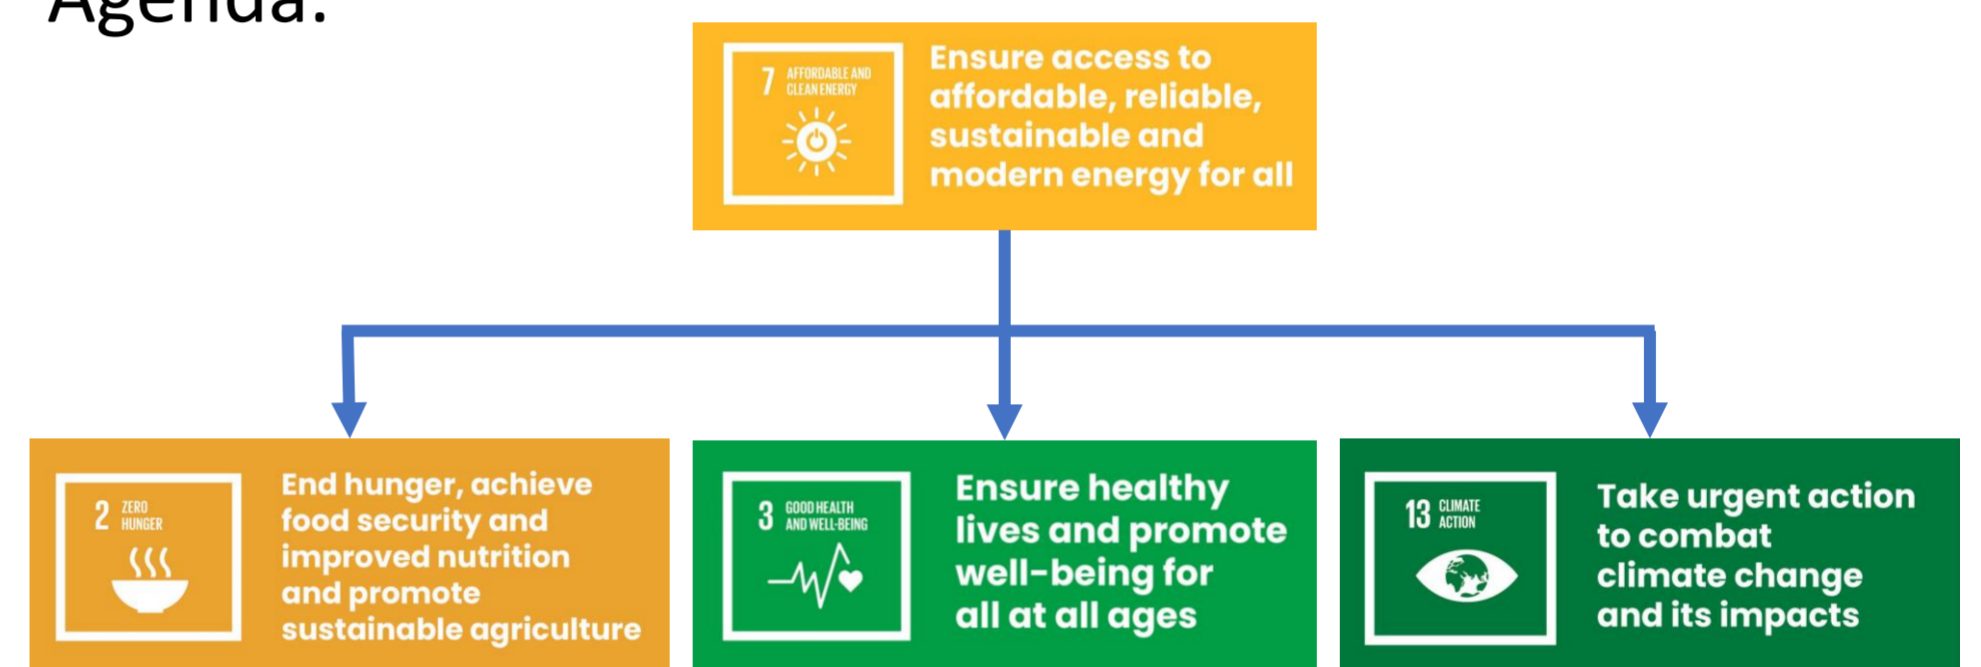 Agenda:
7 AFFORDABLE AND
CLEAN ENERGY
Ensure access to
affordable, reliable,
sustainable and
modern energy for all
2 ZERO
HUNGER
End hunger, achieve
food security and
improved nutrition
and promote
sustainable agriculture
3 GOOD HEALTH
AND WELL-BEING
Ensure healthy
lives and promote
well-being for
all at all ages
13 CLIMATE
ACTION
Take urgent action
to combat
climate change
and its impacts